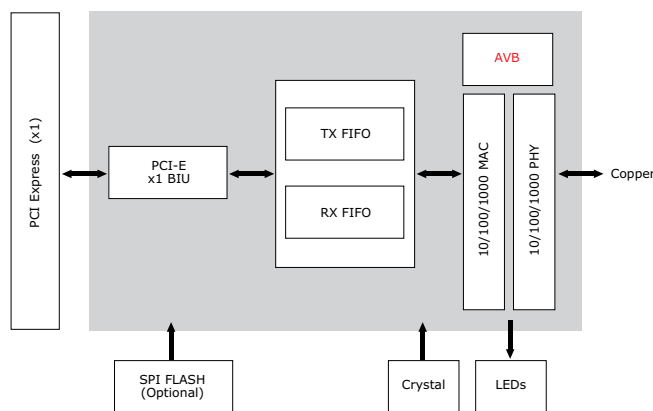 PCI Express (x1)
PCI-E
x1 BIU
TX FIFO
RX FIFO
AVB
10/100/1000 MAC
10/100/1000 PHY
Copper
SPI FLASH
(Optional)
Crystal
LEDs